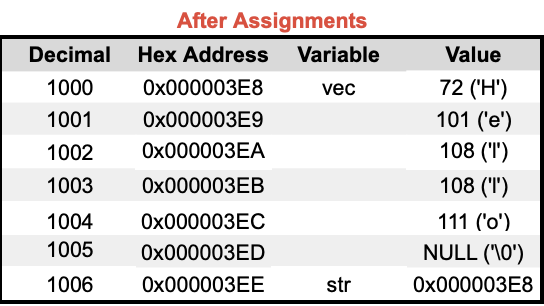 After Assignments
Decimal Hex Address Variable Value
1000 0x000003E8 vec 72 ('H')
1001 0x000003E9 101 ('e')
1002 0x000003EA 108 ('l')
1003 0x000003EB 108 ('l')
1004 0x000003EC 111 ('o')
1005 0x000003ED NULL ('\0')
1006 0x000003EE str 0x000003E8